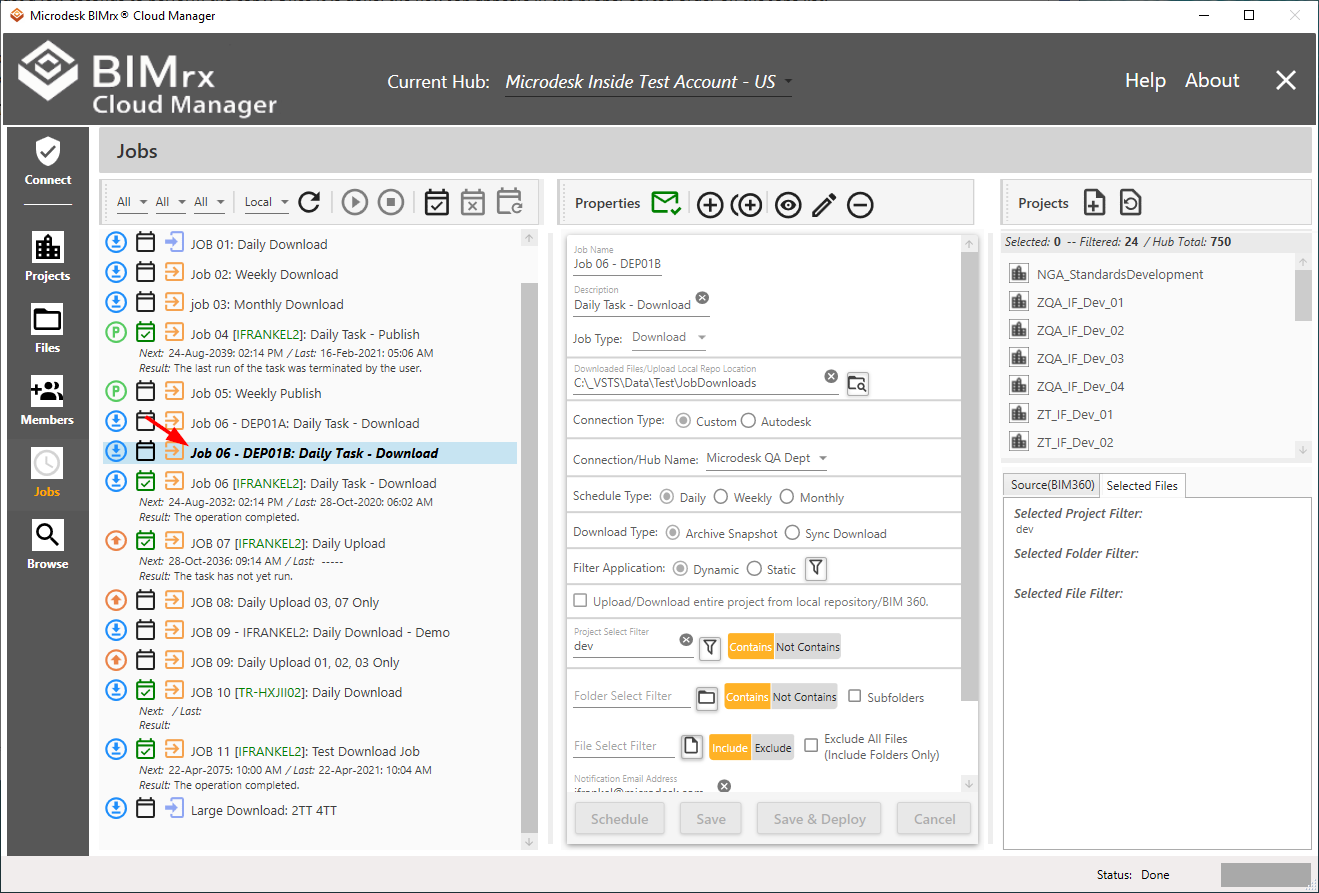 Microdesk BIMrx® Cloud Manager
BIMrx
Cloud Manager
Current Hub: Microdesk Inside Test Account - US
Help About
Connect
Projects
Files
Members
Jobs
Browse
Jobs
All All All Local
JOB 01: Daily Download
Job 02: Weekly Download
job 03: Monthly Download
P Job 04 [IFRANKEL2]: Daily Task - Publish
Next: 24-Aug-2039: 02:14 PM / Last: 16-Feb-2021: 05:06 AM
Result: The last run of the task was terminated by the user.
P Job 05: Weekly Publish
Job 06 - DEP01A: Daily Task - Download
Job 06 - DEP01B: Daily Task - Download
Job 06 [IFRANKEL2]: Daily Task - Download
Next: 24-Aug-2032: 02:14 PM / Last: 28-Oct-2020: 06:02 AM
Result: The operation completed.
JOB 07 [IFRANKEL2]: Daily Upload
Next: 28-Oct-2036: 09:14 AM / Last: -----
Result: The task has not yet run.
JOB 08: Daily Upload 03, 07 Only
JOB 09 - IFRANKEL2: Daily Download - Demo
JOB 09: Daily Upload 01, 02, 03 Only
JOB 10 [TR-HXJII02]: Daily Download
Next: / Last:
Result:
JOB 11 [IFRANKEL2]: Test Download Job
Next: 22-Apr-2075: 10:00 AM / Last: 22-Apr-2021: 10:04 AM
Result: The operation completed.
Large Download: 2TT 4TT
Properties
Job Name
Job 06 - DEP01B
Description
Daily Task - Download
Job Type: Download
Downloaded Files/Upload Local Repo Location
C:\_VSTS\Data\Test\JobDownloads
Connection Type: Custom Autodesk
Connection/Hub Name: Microdesk QA Dept
Schedule Type: Daily Weekly Monthly
Download Type: Archive Snapshot Sync Download
Filter Application: Dynamic Static
Upload/Download entire project from local repository/BIM 360.
Project Select Filter
dev
Contains Not Contains
Folder Select Filter Contains Not Contains Subfolders
File Select Filter Include Exclude Exclude All Files
(Include Folders Only)
Notification Email Address
ifrankel@microdesk.com
Schedule Save Save & Deploy Cancel
Projects
Selected: 0 -- Filtered: 24 / Hub Total: 750
NGA_StandardsDevelopment
ZQA_IF_Dev_01
ZQA_IF_Dev_02
ZQA_IF_Dev_03
ZQA_IF_Dev_04
ZT_IF_Dev_01
ZT_IF_Dev_02
Source(BIM360) Selected Files
Selected Project Filter:
dev
Selected Folder Filter:
Selected File Filter:
Status: Done